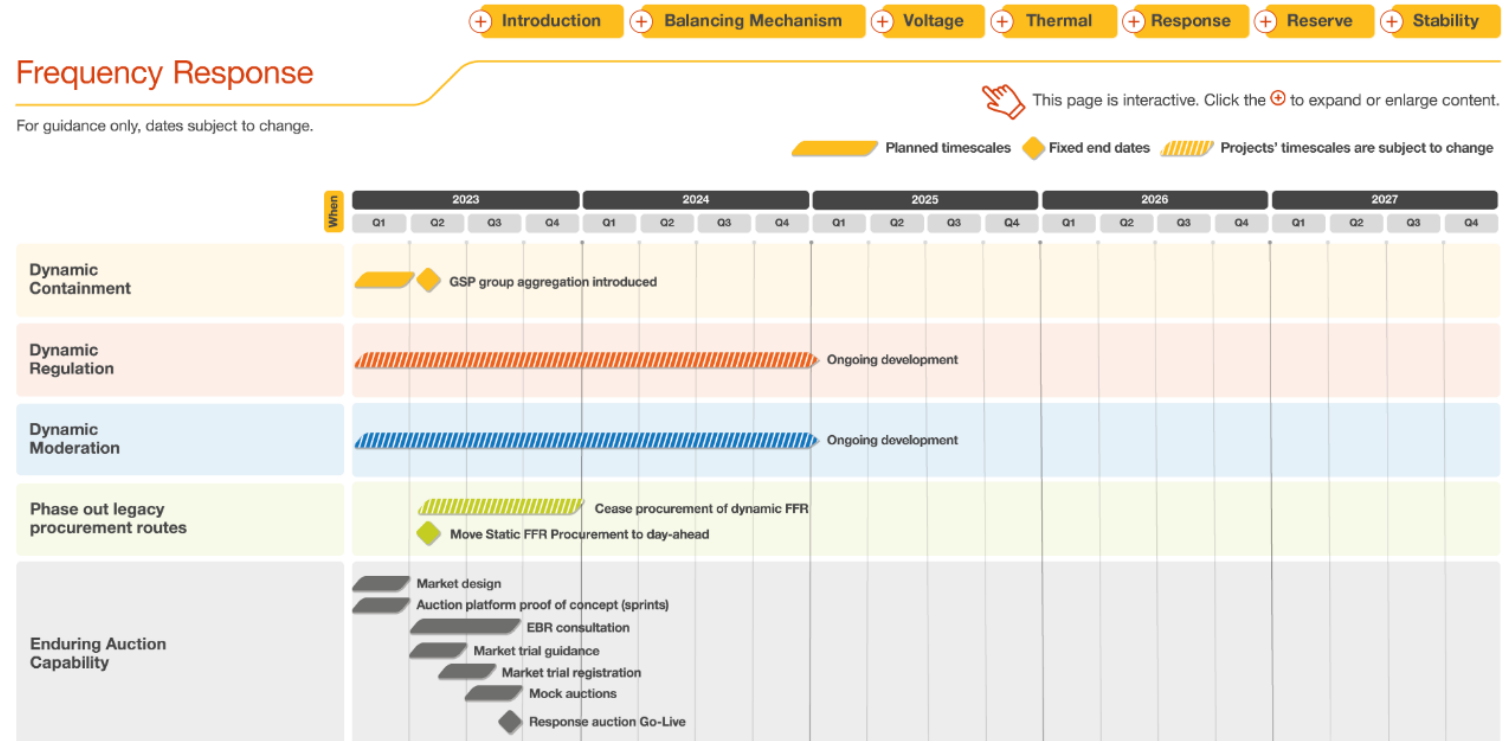 Introduction
Balancing Mechanism
Voltage
Thermal
Response
Reserve
Stability
Frequency Response
This page is interactive. Click the to expand or enlarge content.
For guidance only, dates subject to change.
Planned timescales
Fixed end dates
Projects' timescales are subject to change
When
2023
2024
2025
2026
2027
Q1 Q2 Q3 Q4 Q1 Q2 Q3 Q4 Q1 Q2 Q3 Q4 Q1 Q2 Q3 Q4 Q1 Q2 Q3 Q4
Dynamic
Containment
GSP group aggregation introduced
Dynamic
Regulation
Ongoing development
Dynamic
Moderation
Ongoing development
Phase out legacy
procurement routes
Cease procurement of dynamic FFR
Move Static FFR Procurement to day-ahead
Enduring Auction
Capability
Market design
Auction platform proof of concept (sprints)
EBR consultation
Market trial guidance
Market trial registration
Mock auctions
Response auction Go-Live